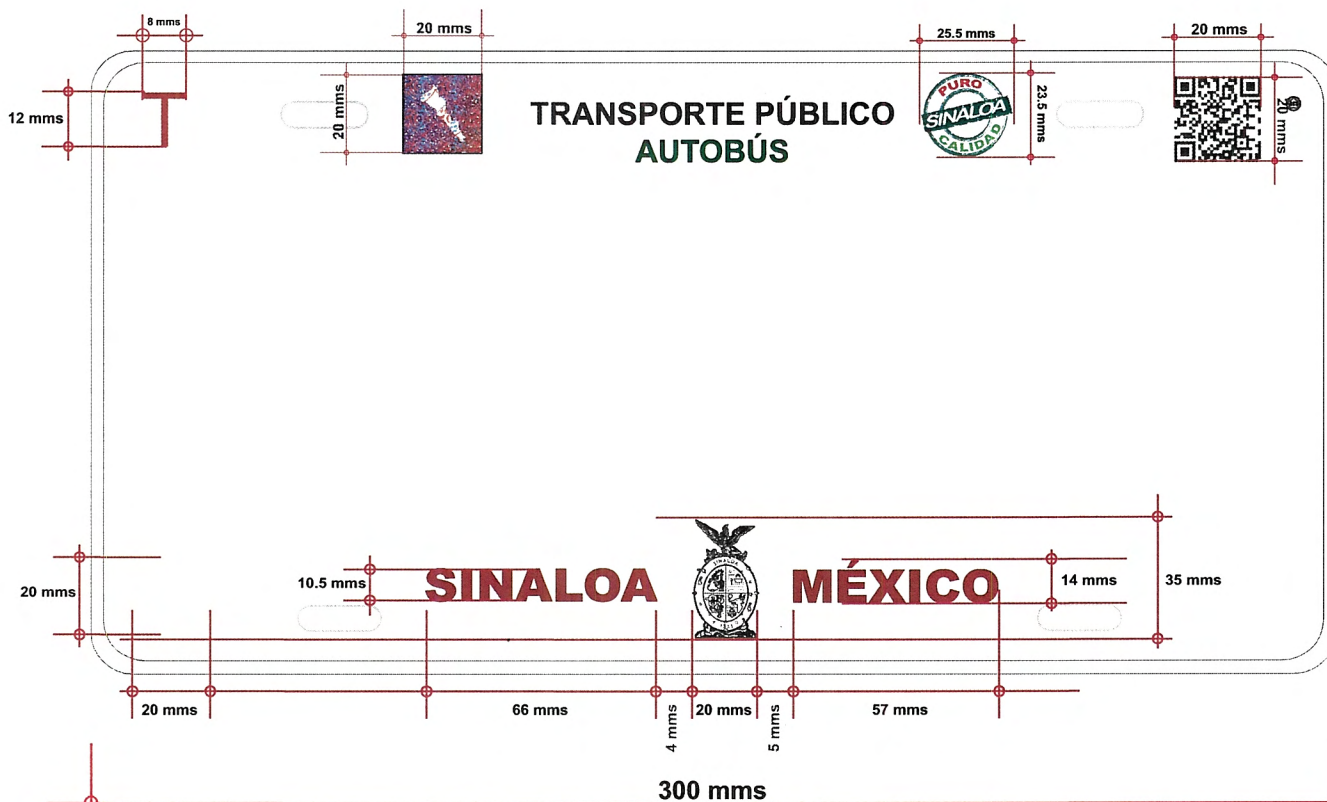 8 mms
20 mms
25.5 mms
20 mms
12 mms
20 mms
TRANSPORTE PÚBLICO
AUTOBÚS
PURO
SINALOA
CALIDAD
23.5 mms
20 mms
20 mms
10.5 mms
SINALOA
SINALOA
MÉXICO
14 mms
35 mms
20 mms
66 mms
4 mms
20 mms
5 mms
57 mms
300 mms